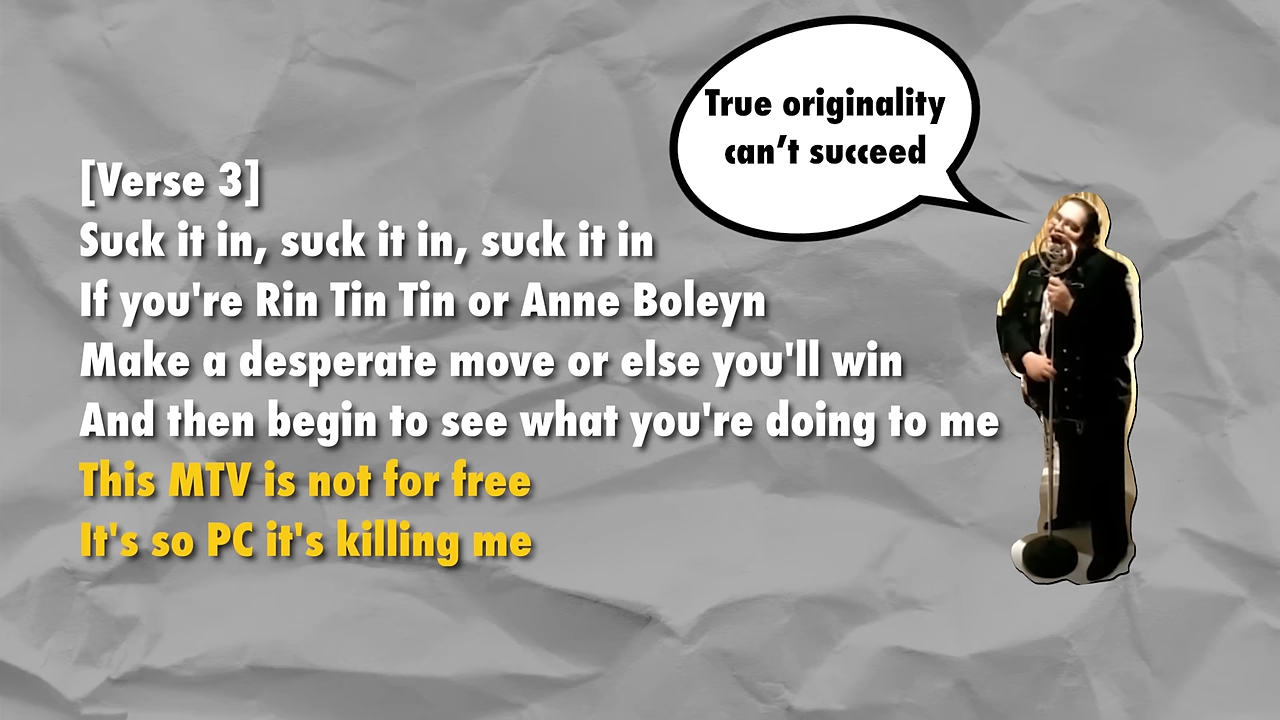 True originality
can't succeed
[Verse 3]
Suck it in, suck it in, suck it in
If you're Rin Tin Tin or Anne Boleyn
Make a desperate move or else you'll win
And then begin to see what you're doing to me
This MTV is not for free
It's so PC it's killing me